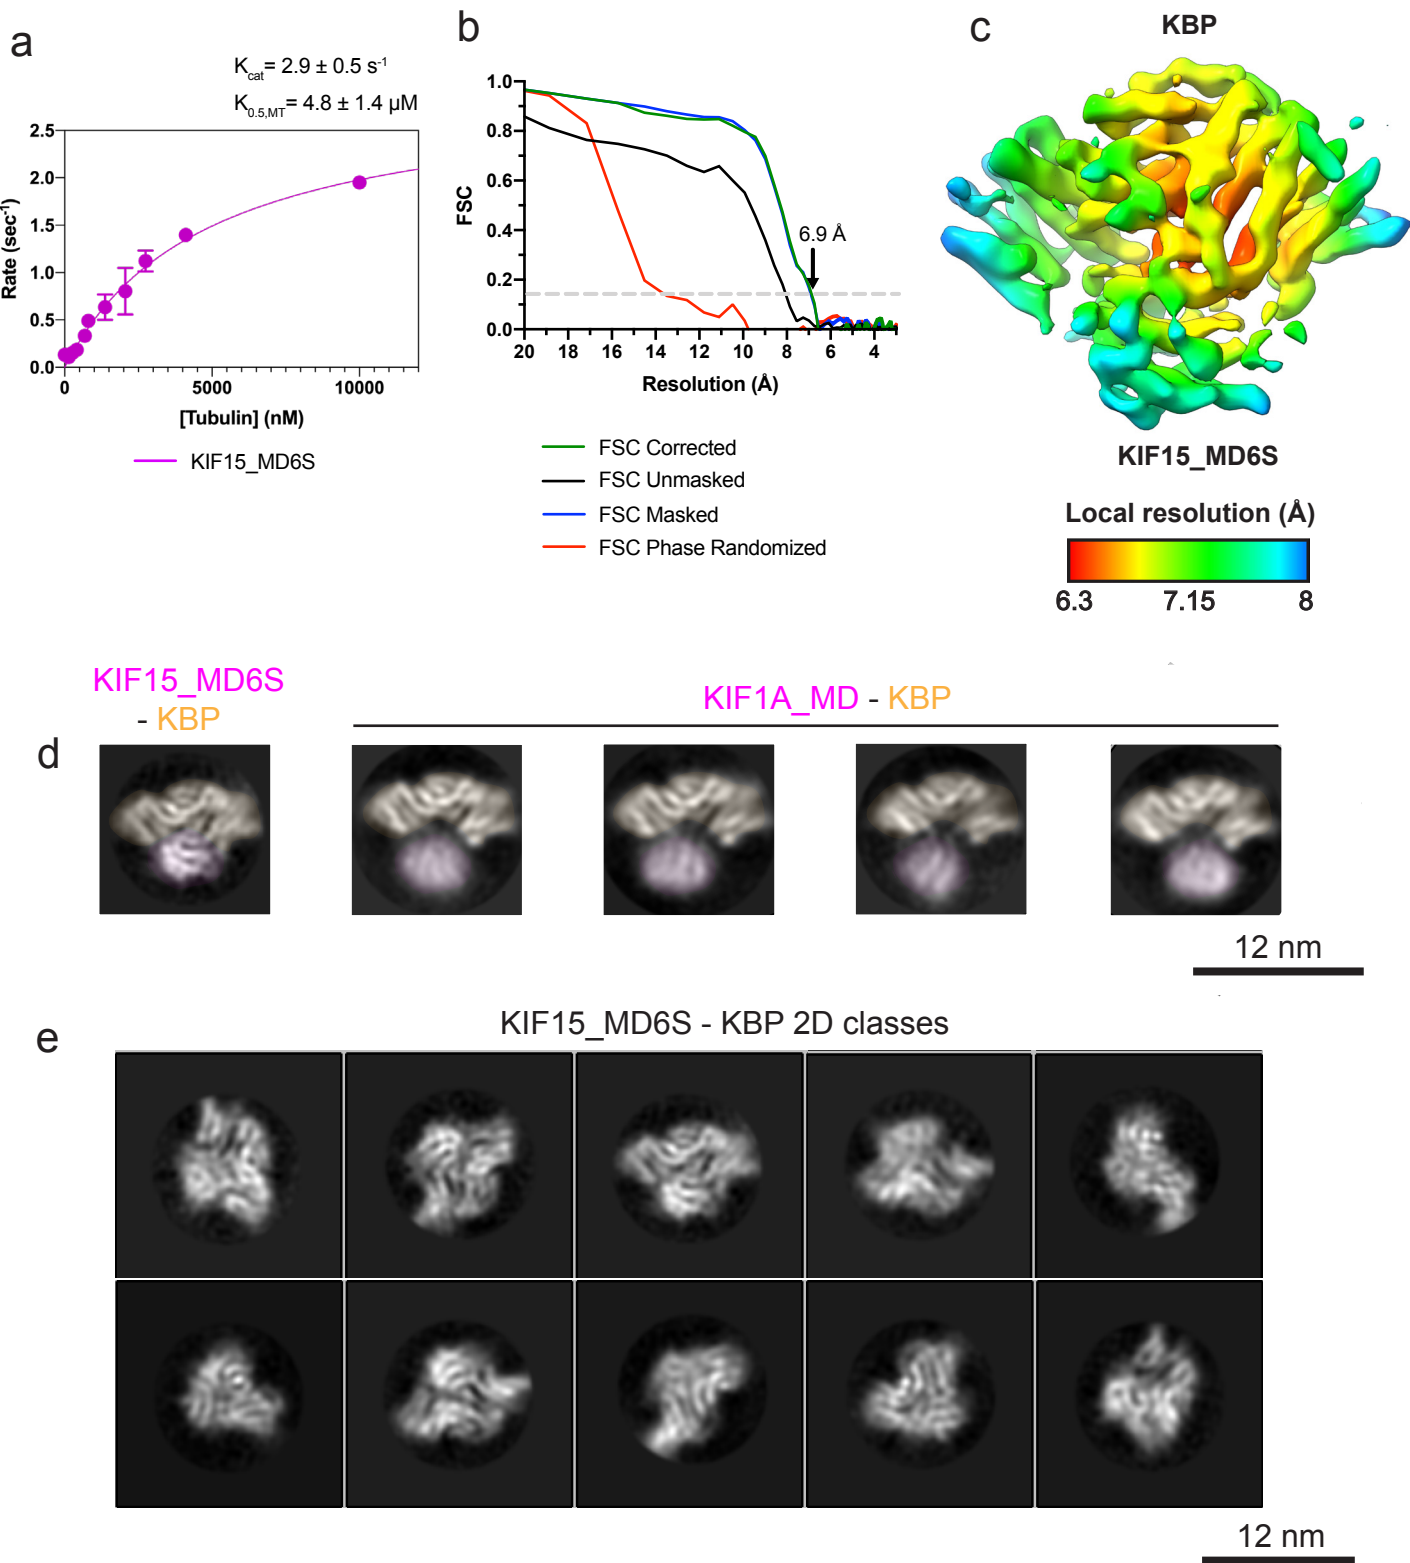 a
Kcat= 2.9 ± 0.5 s-1
K0.5,MT= 4.8 ± 1.4 µM
2.5
2.0
1.5
1.0
0.5
0.0
Rate (sec-1)
0
5000
10000
[Tubulin] (nM)
KIF15_MD6S
b
1.0
0.8
0.6
0.4
0.2
0.0
FSC
6.9 Å
20
18
16
14
12
10
8
6
4
Resolution (Å)
FSC Corrected
FSC Unmasked
FSC Masked
FSC Phase Randomized
c
KBP
KIF15_MD6S
Local resolution (Å)
6.3
7.15
8
d
KIF15_MD6S
- KBP
KIF1A_MD - KBP
12 nm
e
KIF15_MD6S - KBP 2D classes
12 nm